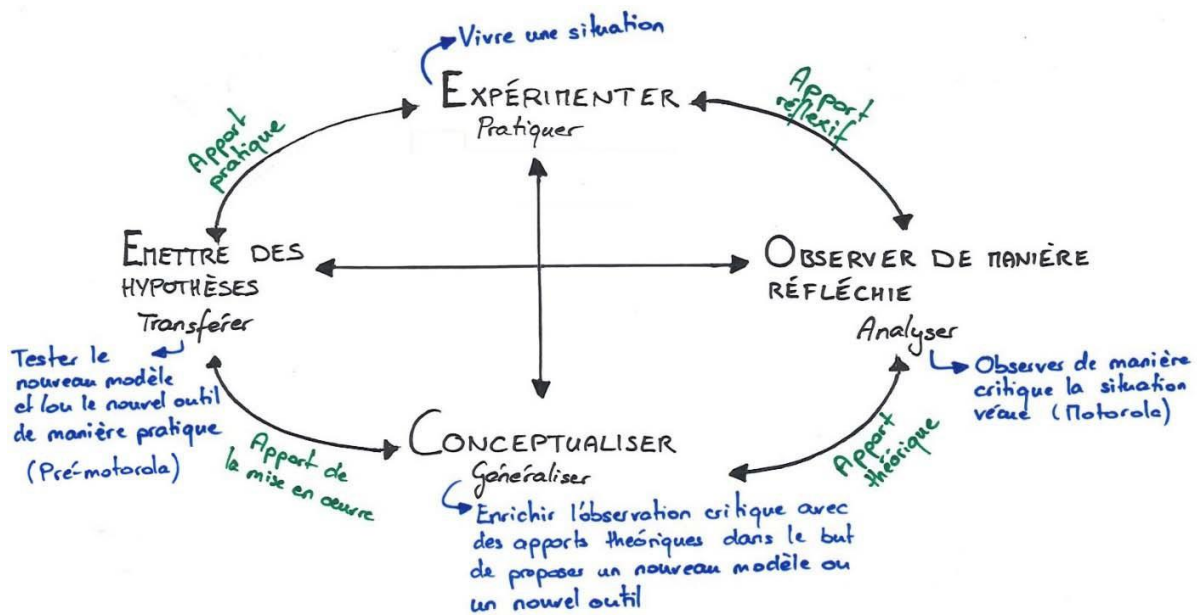 Vivre une situation
EXPÉRIMENTER
Pratiquer
Apport
pratique
Apport
réflexif
EMETTRE DES
HYPOTHÈSES
Transférer
OBSERVER DE MANIÈRE
RÉFLÉCHIE
Analyser
Tester le
nouveau modèle
et/ou le nouvel outil
de manière pratique
(Pré-motorola)
Observer de manière
critique la situation
vécue (Motorola)
Apport de
la mise en œuvre
CONCEPTUALISER
Généraliser
Apport
théorique
Enrichir l'observation critique avec
des apports théoriques dans le but
de proposer un nouveau modèle ou
un nouvel outil